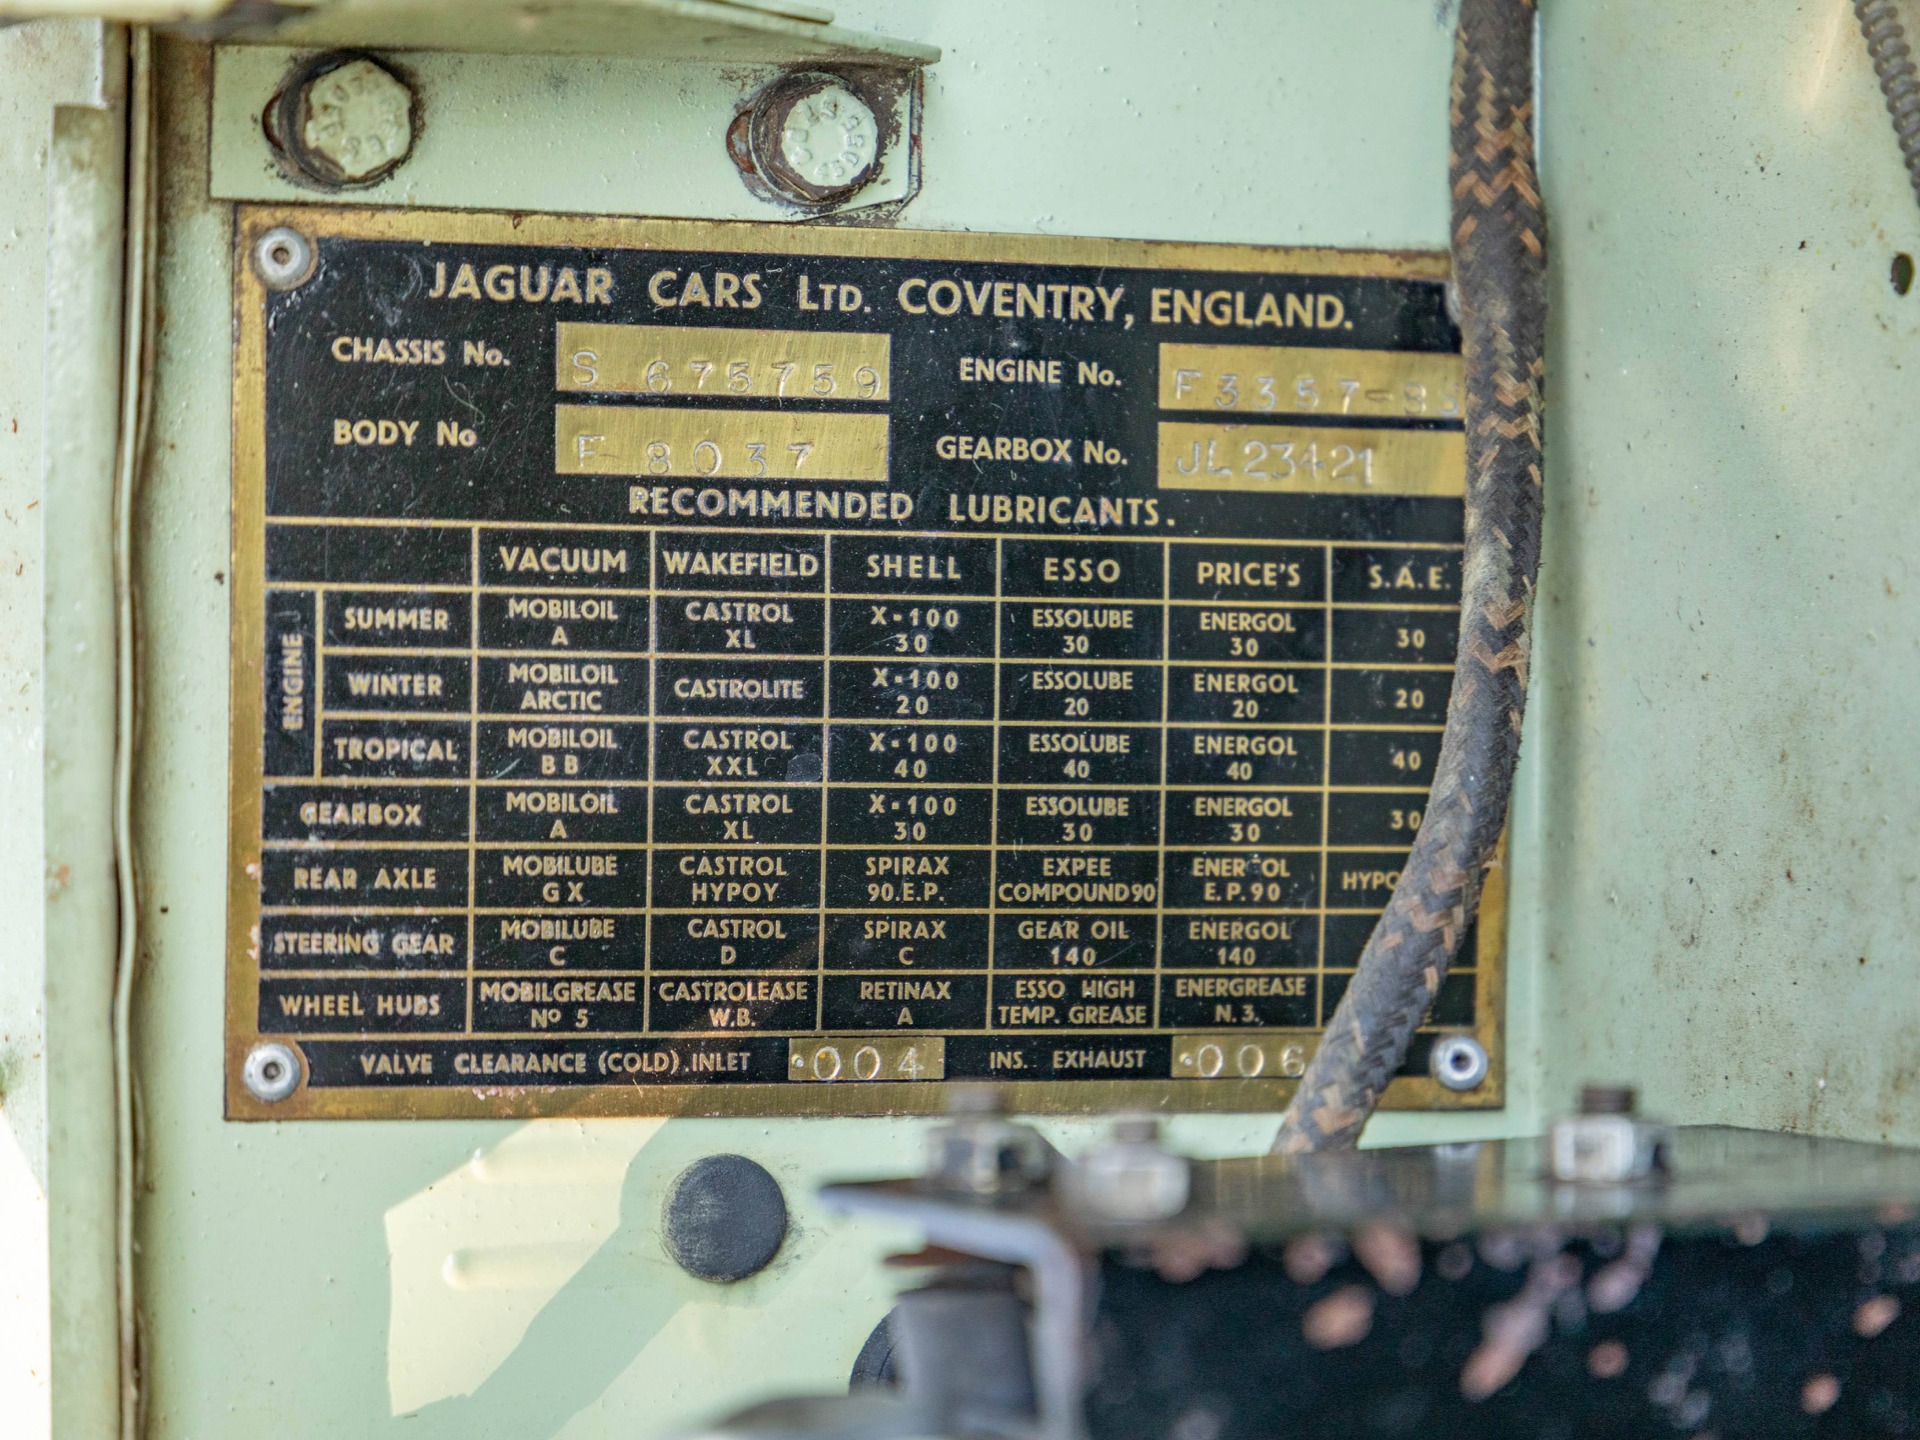 JAGUAR CARS LTD. COVENTRY, ENGLAND.
CHASSIS No. S 675759 ENGINE No. F3357-8S
BODY No F 8037 GEARBOX No. JL23421
RECOMMENDED LUBRICANTS.
VACUUM WAKEFIELD SHELL ESSO PRICE'S S.A.E.
ENGINE
SUMMER MOBILOIL A CASTROL XL X-100 30 ESSOLUBE 30 ENERGOL 30 30
WINTER MOBILOIL ARCTIC CASTROLITE X-100 20 ESSOLUBE 20 ENERGOL 20 20
TROPICAL MOBILOIL BB CASTROL XXL X-100 40 ESSOLUBE 40 ENERGOL 40 40
GEARBOX MOBILOIL A CASTROL XL X-100 30 ESSOLUBE 30 ENERGOL 30 30
REAR AXLE MOBILUBE GX CASTROL HYPOY SPIRAX 90.E.P. EXPEE COMPOUND 90 ENERGOL E.P.90
STEERING GEAR MOBILUBE C CASTROL D SPIRAX C GEAR OIL 140 ENERGOL 140
WHEEL HUBS MOBILGREASE No 5 CASTROLEASE W.B. RETINAX A ESSO HIGH TEMP. GREASE ENERGREASE N.3.
VALVE CLEARANCE (COLD) INLET .004 INS. EXHAUST .006